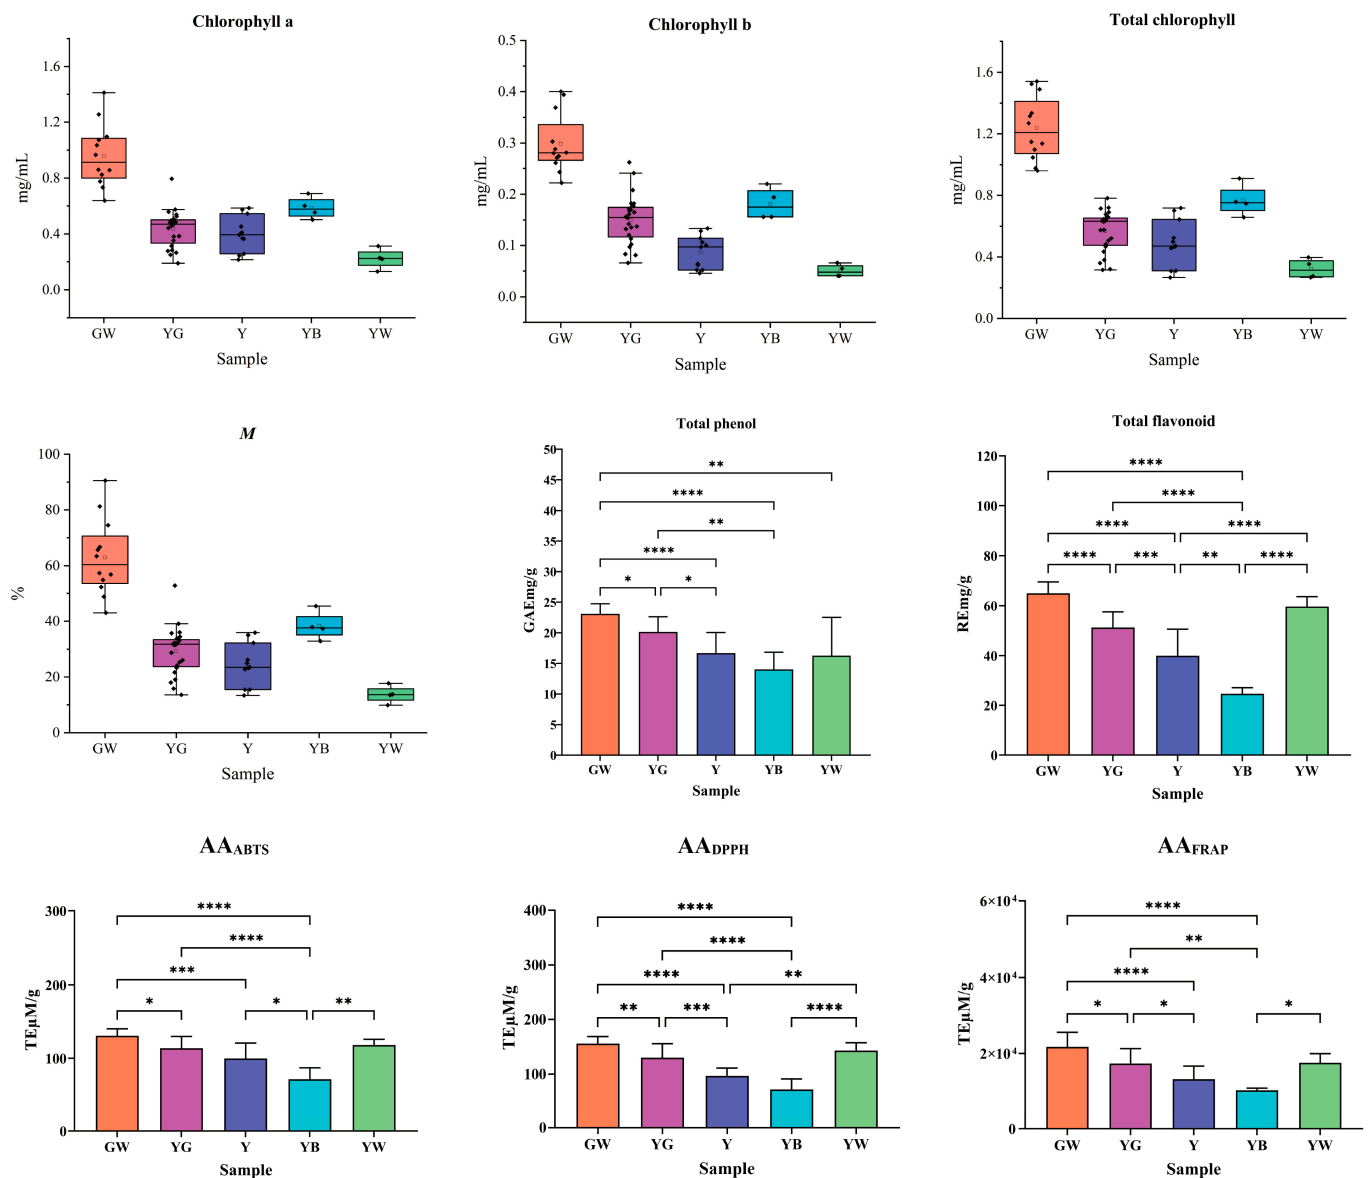 Chlorophyll a
mg/mL
1.6
1.2
0.8
0.4
0.0
GW YG Y YB YW
Sample
Chlorophyll b
mg/mL
0.5
0.4
0.3
0.2
0.1
0.0
GW YG Y YB YW
Sample
Total chlorophyll
mg/mL
1.6
1.2
0.8
0.4
0.0
GW YG Y YB YW
Sample
M
%
100
80
60
40
20
0
GW YG Y YB YW
Sample
Total phenol
GAEmg/g
50
45
40
35
30
25
20
15
10
5
0
**
****
**
****
* *
GW YG Y YB YW
Sample
Total flavonoid
REmg/g
120
100
80
60
40
20
0
****
****
**** ****
**** *** ** ****
GW YG Y YB YW
Sample
AAABTS
TEμM/g
300
200
100
0
****
****
***
* * **
GW YG Y YB YW
Sample
AADPPH
TEμM/g
400
300
200
100
0
****
****
**** **
** *** ****
GW YG Y YB YW
Sample
AAFRAP
TEμM/g
6×10⁴
4×10⁴
2×10⁴
0
****
**
****
* * *
GW YG Y YB YW
Sample